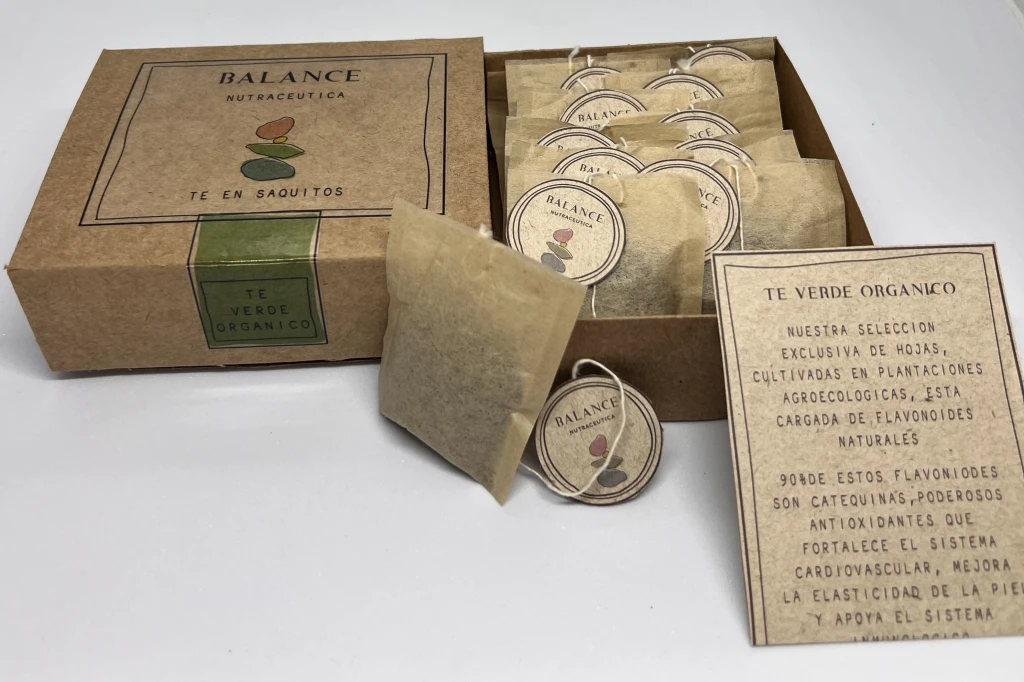 BALANCE
NUTRACEUTICA
TE EN SAQUITOS
TE
VERDE
ORGANICO
BALANCE
BALANCE
NUTRACEUTICA
BALANCE
NUTRACEUTICA
TE VERDE ORGANICO
NUESTRA SELECCION
EXCLUSIVA DE HOJAS,
CULTIVADAS EN PLANTACIONES
AGROECOLOGICAS, ESTA
CARGADA DE FLAVONOIDES
NATURALES
90%DE ESTOS FLAVONIODES
SON CATEQUINAS,PODEROSOS
ANTIOXIDANTES QUE
FORTALECE EL SISTEMA
CARDIOVASCULAR, MEJORA
LA ELASTICIDAD DE LA PIEL
Y APOYA EL SISTEMA